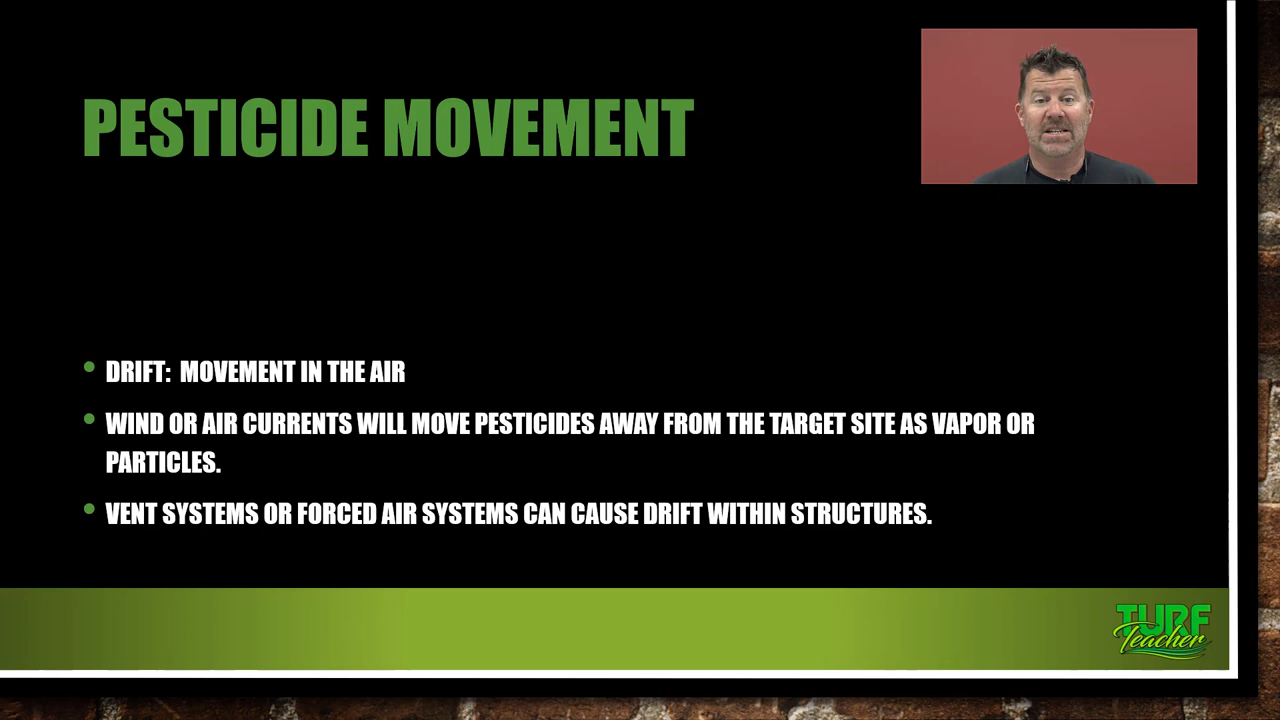 PESTICIDE MOVEMENT
• DRIFT: MOVEMENT IN THE AIR
• WIND OR AIR CURRENTS WILL MOVE PESTICIDES AWAY FROM THE TARGET SITE AS VAPOR OR
PARTICLES.
• VENT SYSTEMS OR FORCED AIR SYSTEMS CAN CAUSE DRIFT WITHIN STRUCTURES.
TURF
Teacher